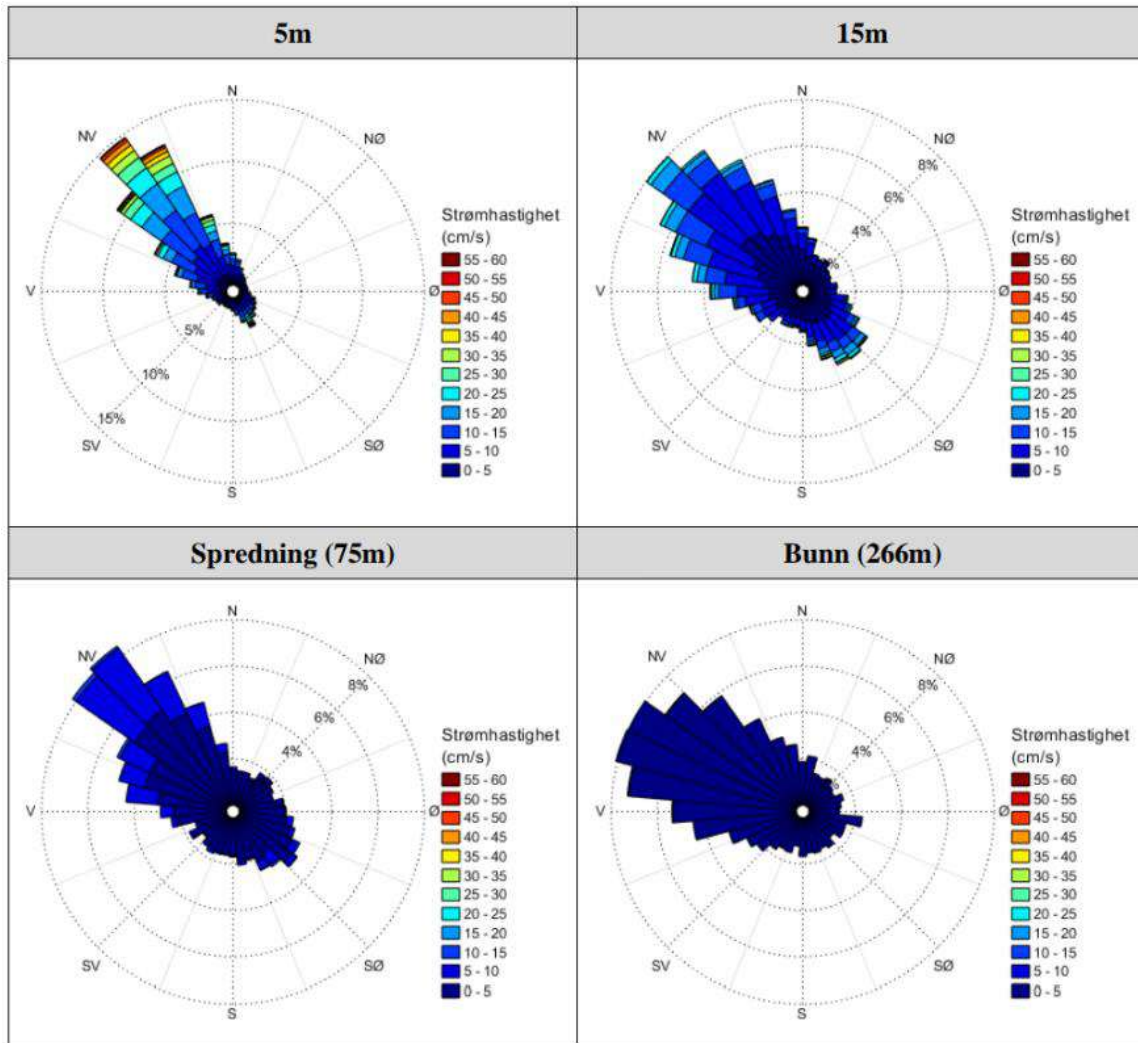 5m
15m
N
NØ
Ø
SØ
S
SV
V
NV
5%
10%
15%
Strømhastighet
(cm/s)
55 - 60
50 - 55
45 - 50
40 - 45
35 - 40
30 - 35
25 - 30
20 - 25
15 - 20
10 - 15
5 - 10
0 - 5
N
NØ
Ø
SØ
S
SV
V
NV
8%
6%
4%
%
Strømhastighet
(cm/s)
55 - 60
50 - 55
45 - 50
40 - 45
35 - 40
30 - 35
25 - 30
20 - 25
15 - 20
10 - 15
5 - 10
0 - 5
Spredning (75m)
Bunn (266m)
N
NØ
Ø
SØ
S
SV
V
NV
8%
6%
4%
Strømhastighet
(cm/s)
55 - 60
50 - 55
45 - 50
40 - 45
35 - 40
30 - 35
25 - 30
20 - 25
15 - 20
10 - 15
5 - 10
0 - 5
N
NØ
Ø
SØ
S
SV
V
NV
8%
6%
4%
Strømhastighet
(cm/s)
55 - 60
50 - 55
45 - 50
40 - 45
35 - 40
30 - 35
25 - 30
20 - 25
15 - 20
10 - 15
5 - 10
0 - 5